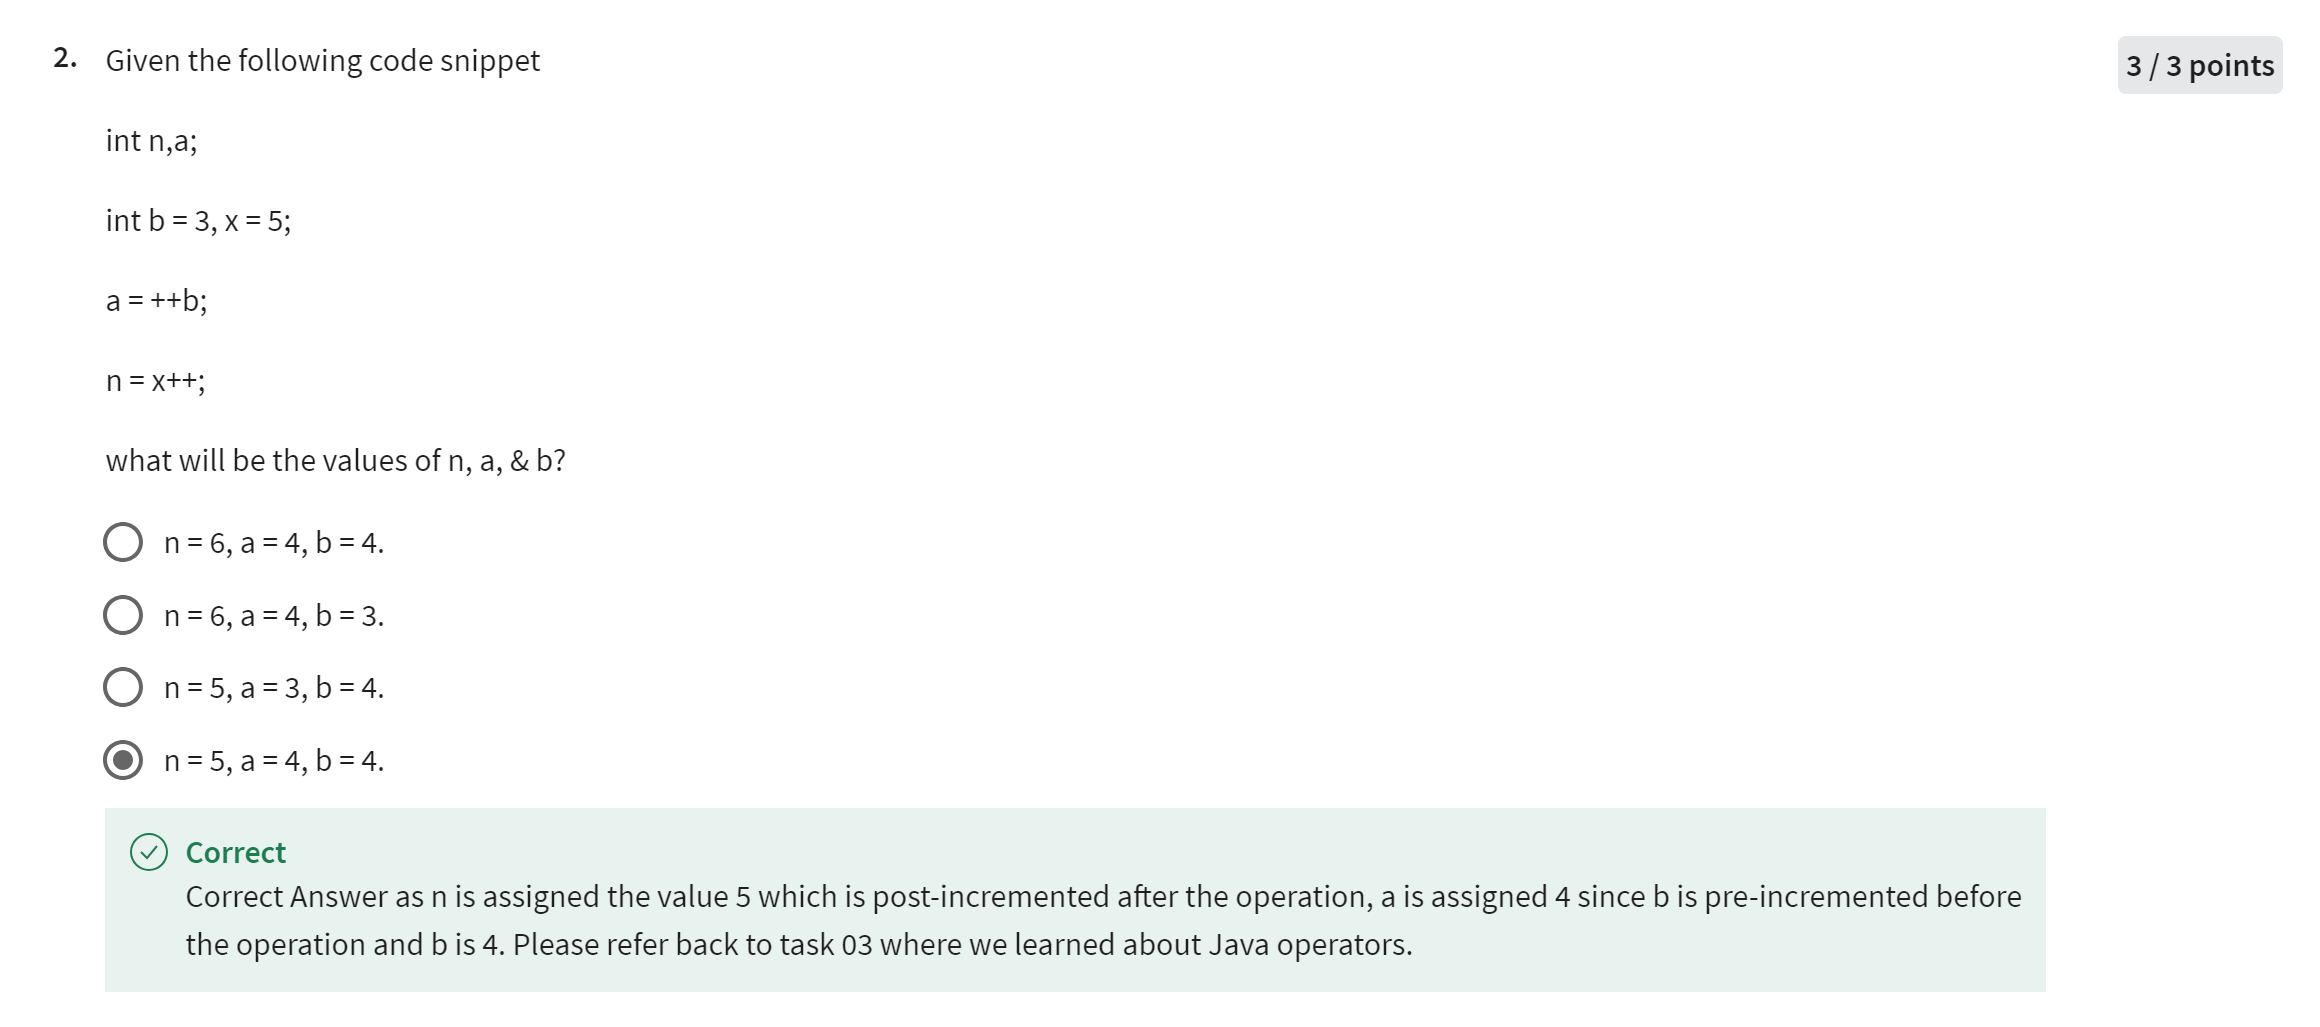 2. Given the following code snippet
3 / 3 points
int n,a;
int b = 3, x = 5;
a = ++b;
n = x++;
what will be the values of n, a, & b?
n = 6, a = 4, b = 4.
n = 6, a = 4, b = 3.
n = 5, a = 3, b = 4.
n = 5, a = 4, b = 4.
Correct
Correct Answer as n is assigned the value 5 which is post-incremented after the operation, a is assigned 4 since b is pre-incremented before
the operation and b is 4. Please refer back to task 03 where we learned about Java operators.